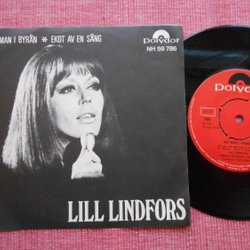 MAN I BYRÅN ✷ EKOT AV EN SÅNG
Polydor
NH 59 786
LILL LINDFORS
Polydor